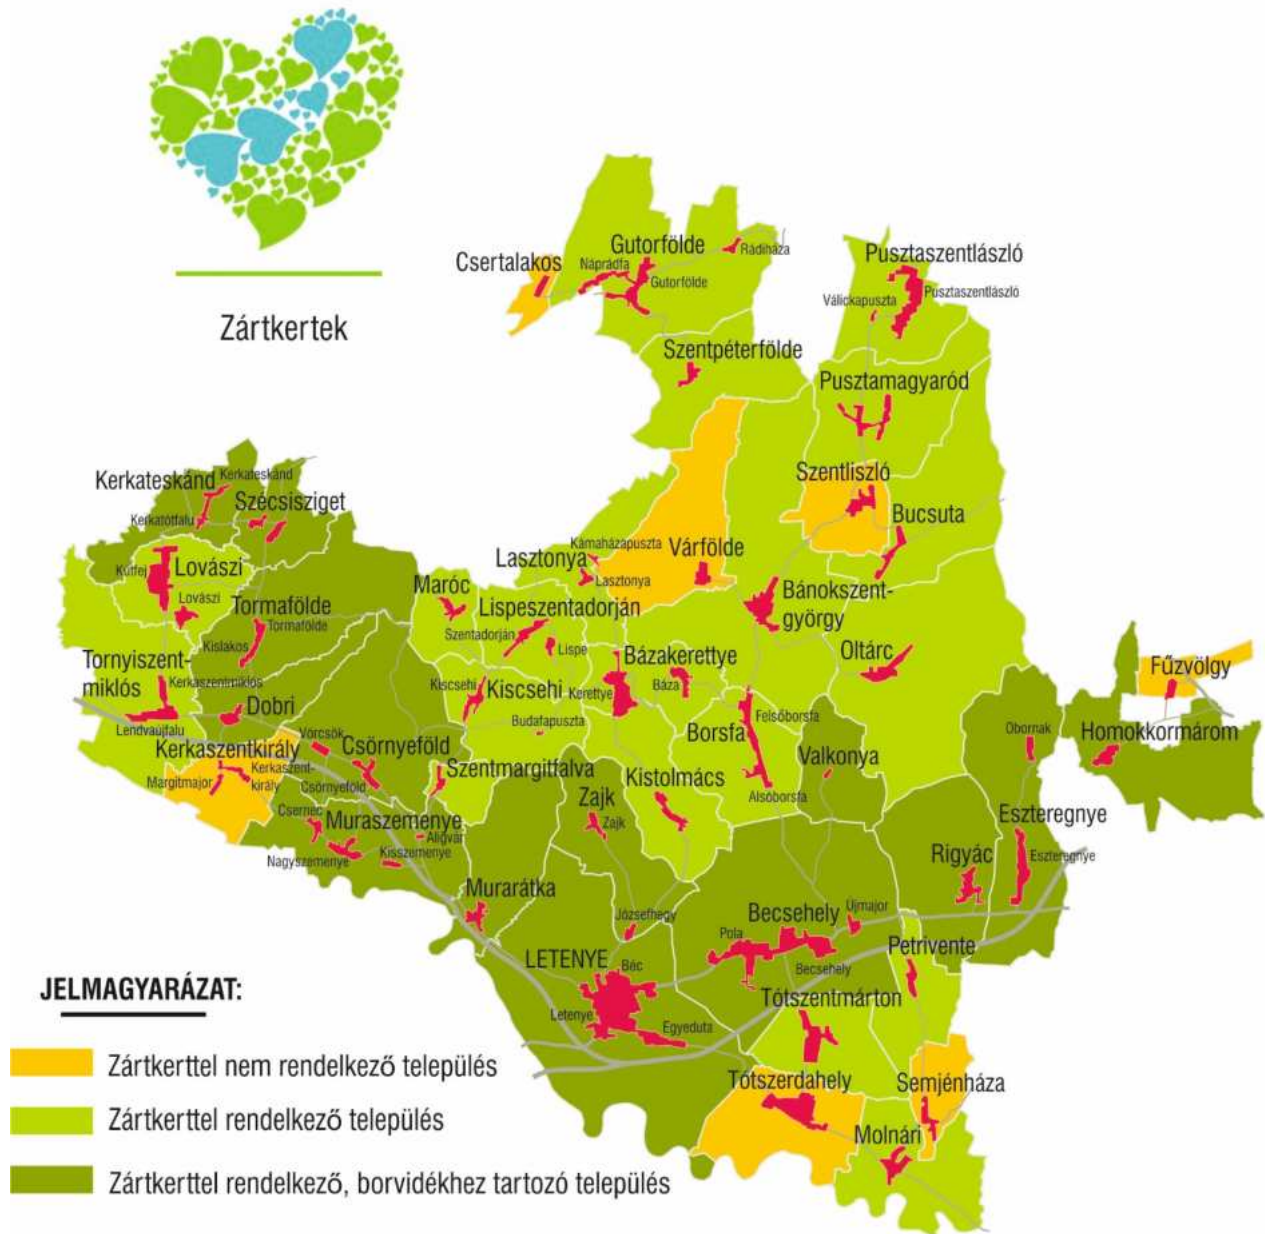 Zártkertek
Csertalakos
Gutorfölde
Náprádfa
Gutorfölde
Rádiháza
Pusztaszentlászló
Pusztaszentlászló
Válickapuszta
Szentpéterfölde
Pusztamagyaród
Szentliszló
Bucsuta
Kerkateskánd
Kerkateskánd
Szécsisziget
Kerkatótfalu
Kútfej
Lovászi
Lovászi
Tormafölde
Tormafölde
Kislakos
Kámaházapuszta
Lasztonya
Lasztonya
Várfölde
Maróc
Lispeszentadorján
Szentadorján
Lispe
Bánokszent-
györgy
Oltárc
Tornyiszent-
miklós
Kerkaszentmiklós
Lendvaújfalu
Dobri
Kiscsehi
Kiscsehi
Budafapuszta
Bázakerettye
Kerettye
Báza
Felsőborsfa
Borsfa
Alsóborsfa
Valkonya
Fűzvölgy
Homokkormárom
Obornak
Kerkaszentkirály
Kerkaszent-
király
Margitmajor
Vörcsök
Csörnyeföld
Csörnyeföld
Szentmargitfalva
Zajk
Zajk
Kistolmács
Csernec
Muraszemenye
Aligvár
Nagyszemenye
Kisszemenye
Eszteregnye
Eszteregnye
Rigyác
Murarátka
Józsefhegy
Becsehely
Újmajor
Pola
Becsehely
Petrivente
LETENYE
Béc
Letenye
Egyeduta
Tótszentmárton
Tótszerdahely
Semjénháza
Molnári
JELMAGYARÁZAT:
Zártkerttel nem rendelkező település
Zártkerttel rendelkező település
Zártkerttel rendelkező, borvidékhez tartozó település